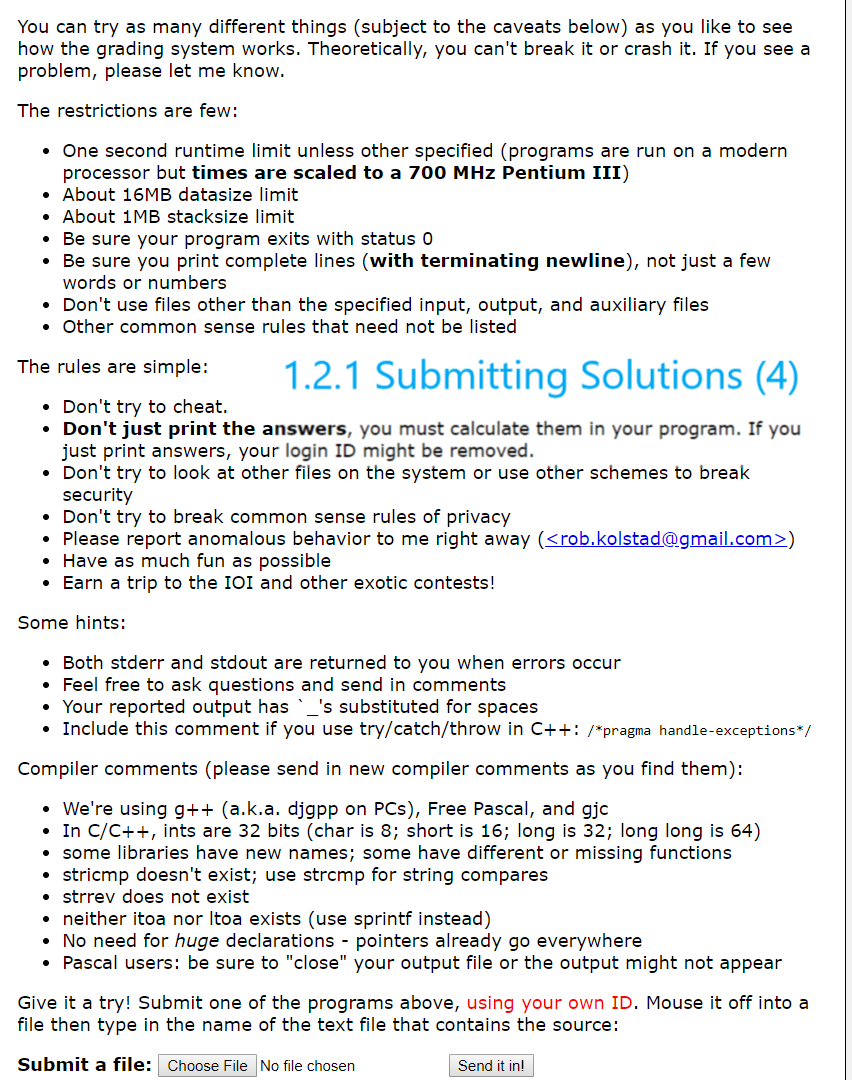 You can try as many different things (subject to the caveats below) as you like to see
how the grading system works. Theoretically, you can't break it or crash it. If you see a
problem, please let me know.
The restrictions are few:
• One second runtime limit unless other specified (programs are run on a modern
processor but times are scaled to a 700 MHz Pentium III)
• About 16MB datasize limit
• About 1MB stacksize limit
• Be sure your program exits with status 0
• Be sure you print complete lines (with terminating newline), not just a few
words or numbers
• Don't use files other than the specified input, output, and auxiliary files
• Other common sense rules that need not be listed
The rules are simple:
1.2.1 Submitting Solutions (4)
• Don't try to cheat.
• Don't just print the answers, you must calculate them in your program. If you
just print answers, your login ID might be removed.
• Don't try to look at other files on the system or use other schemes to break
security
• Don't try to break common sense rules of privacy
• Please report anomalous behavior to me right away (<rob.kolstad@gmail.com>)
• Have as much fun as possible
• Earn a trip to the IOI and other exotic contests!
Some hints:
• Both stderr and stdout are returned to you when errors occur
• Feel free to ask questions and send in comments
• Your reported output has `_'s substituted for spaces
• Include this comment if you use try/catch/throw in C++: /*pragma handle-exceptions*/
Compiler comments (please send in new compiler comments as you find them):
• We're using g++ (a.k.a. djgpp on PCs), Free Pascal, and gjc
• In C/C++, ints are 32 bits (char is 8; short is 16; long is 32; long long is 64)
• some libraries have new names; some have different or missing functions
• stricmp doesn't exist; use strcmp for string compares
• strrev does not exist
• neither itoa nor ltoa exists (use sprintf instead)
• No need for huge declarations - pointers already go everywhere
• Pascal users: be sure to "close" your output file or the output might not appear
Give it a try! Submit one of the programs above, using your own ID. Mouse it off into a
file then type in the name of the text file that contains the source:
Submit a file: Choose File No file chosen Send it in!